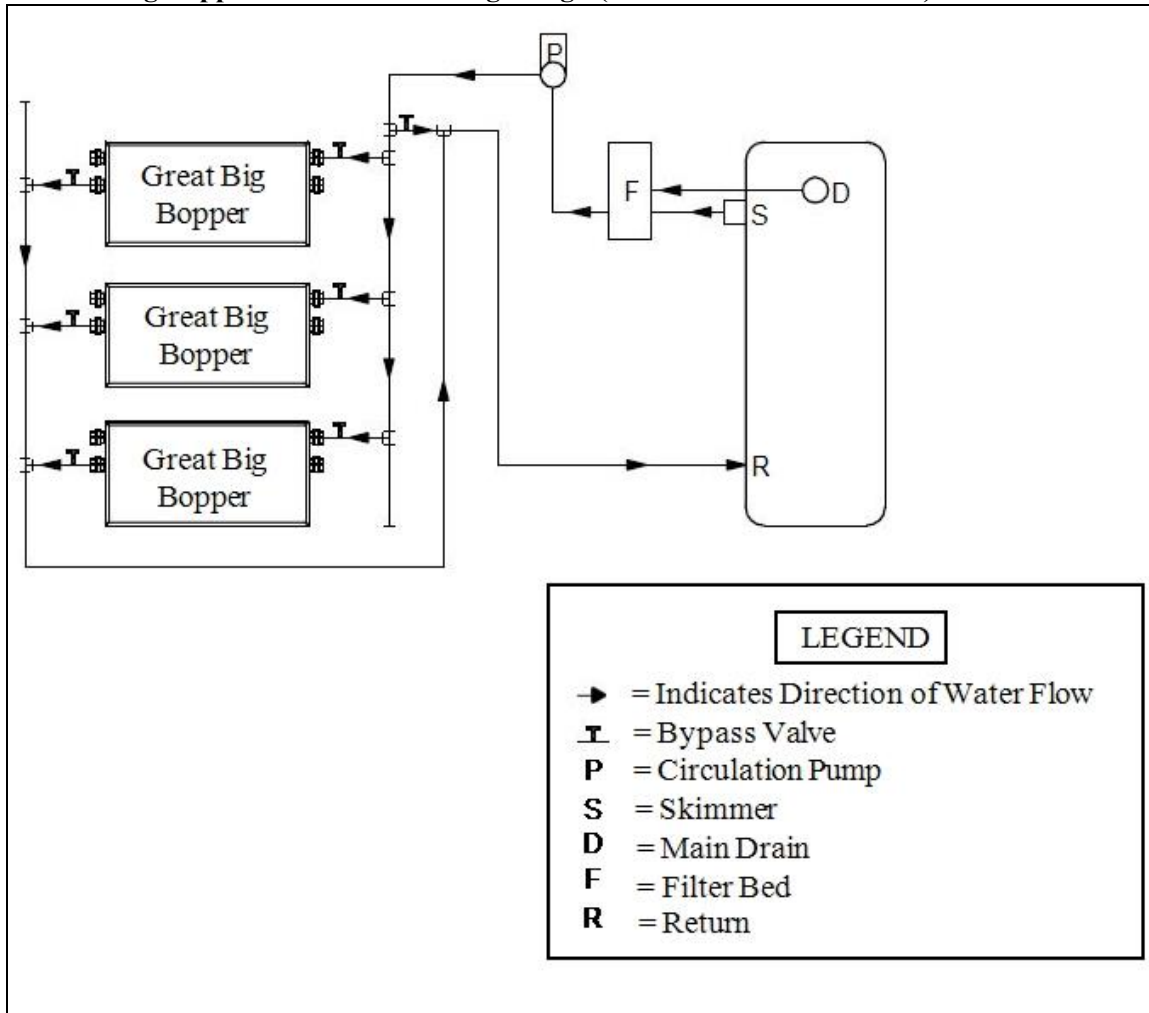 P
T
T
T
Great Big
Bopper
F
D
S
T
T
Great Big
Bopper
T
T
Great Big
Bopper
R
LEGEND
= Indicates Direction of Water Flow
T = Bypass Valve
P = Circulation Pump
S = Skimmer
D = Main Drain
F = Filter Bed
R = Return